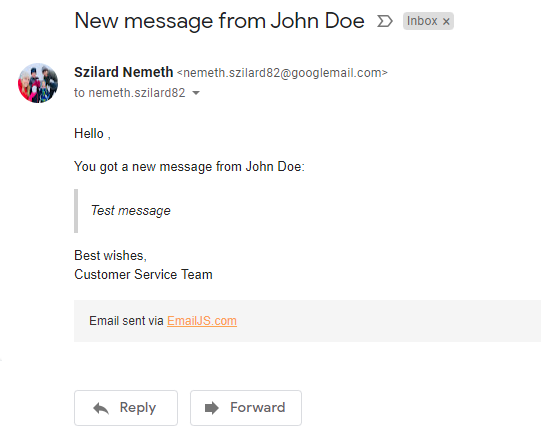 New message from John Doe Inbox x
Szilard Nemeth <nemeth.szilard82@googlemail.com>
to nemeth.szilard82
Hello ,
You got a new message from John Doe:
Test message
Best wishes,
Customer Service Team
Email sent via EmailJS.com
Reply Forward